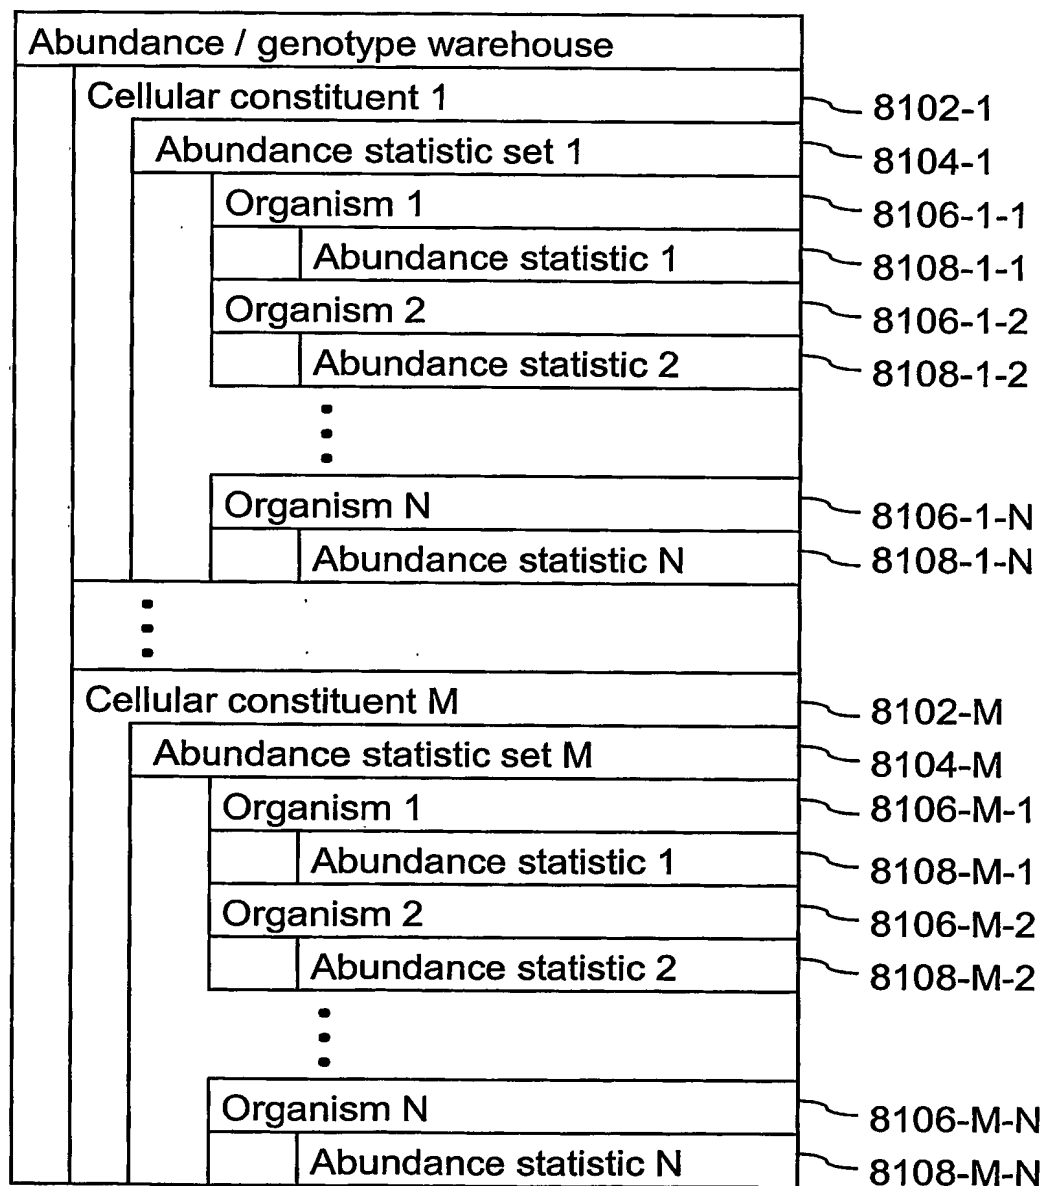 Abundance / genotype warehouse
Cellular constituent 1 8102-1
Abundance statistic set 1 8104-1
Organism 1 8106-1-1
Abundance statistic 1 8108-1-1
Organism 2 8106-1-2
Abundance statistic 2 8108-1-2
Organism N 8106-1-N
Abundance statistic N 8108-1-N
Cellular constituent M 8102-M
Abundance statistic set M 8104-M
Organism 1 8106-M-1
Abundance statistic 1 8108-M-1
Organism 2 8106-M-2
Abundance statistic 2 8108-M-2
Organism N 8106-M-N
Abundance statistic N 8108-M-N